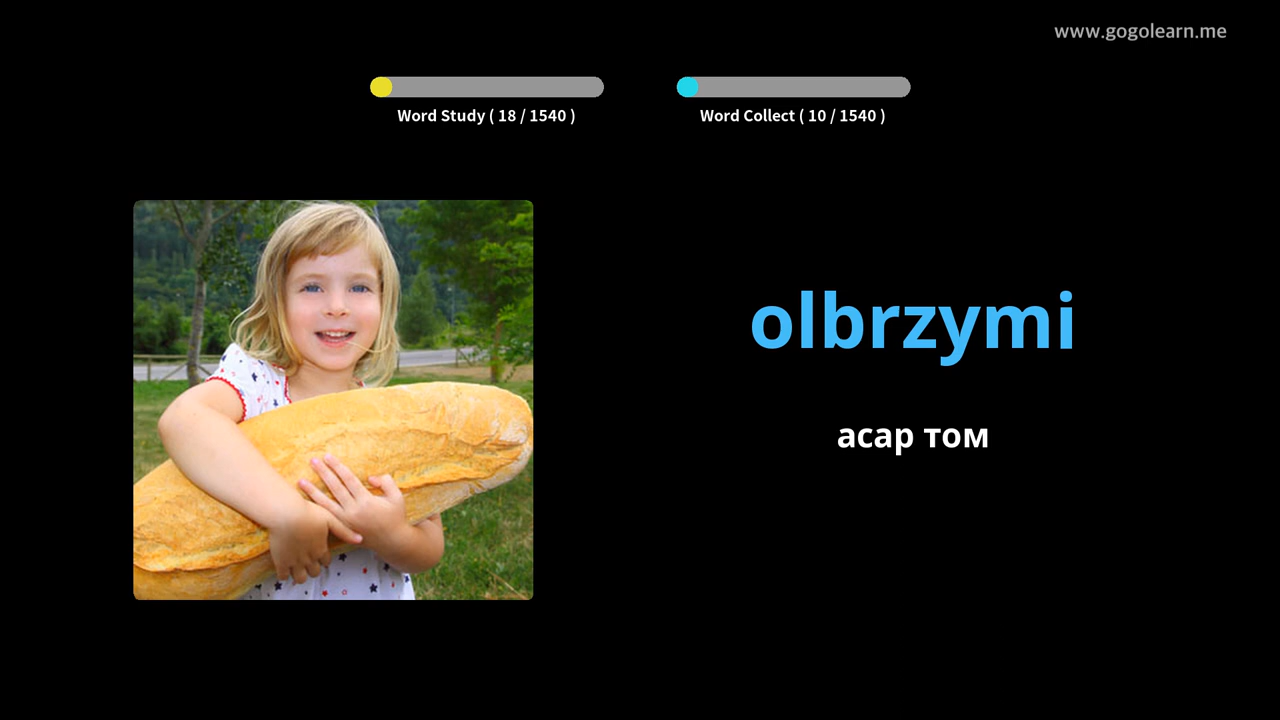 www.gogolearn.me
Word Study ( 18 / 1540 )
Word Collect ( 10 / 1540 )
olbrzymi
асар том